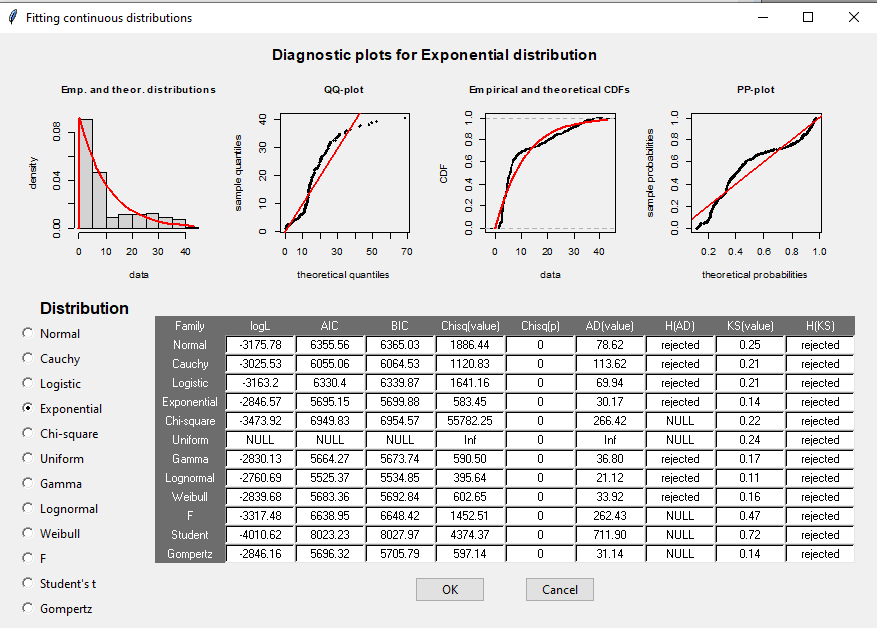 Fitting continuous distributions
Diagnostic plots for Exponential distribution
Emp. and theor. distributions
density
0.00 0.04 0.08
0 10 20 30 40
data
QQ-plot
sample quantiles
0 10 20 30 40
0 10 30 50 70
theoretical quantiles
Empirical and theoretical CDFs
CDF
0.0 0.2 0.4 0.6 0.8 1.0
0 10 20 30 40
data
PP-plot
sample probabilities
0.0 0.2 0.4 0.6 0.8 1.0
0.2 0.4 0.6 0.8 1.0
theoretical probabilities
Distribution
Normal
Cauchy
Logistic
Exponential
Chi-square
Uniform
Gamma
Lognormal
Weibull
F
Student's t
Gompertz
Family logL AIC BIC Chisq(value) Chisq(p) AD(value) H(AD) KS(value) H(KS)
Normal -3175.78 6355.56 6365.03 1886.44 0 78.62 rejected 0.25 rejected
Cauchy -3025.53 6055.06 6064.53 1120.83 0 113.62 rejected 0.21 rejected
Logistic -3163.2 6330.4 6339.87 1641.16 0 69.94 rejected 0.21 rejected
Exponential -2846.57 5695.15 5699.88 583.45 0 30.17 rejected 0.14 rejected
Chi-square -3473.92 6949.83 6954.57 55782.25 0 266.42 NULL 0.22 rejected
Uniform NULL NULL NULL Inf 0 Inf NULL 0.24 rejected
Gamma -2830.13 5664.27 5673.74 590.50 0 36.80 rejected 0.17 rejected
Lognormal -2760.69 5525.37 5534.85 395.64 0 21.12 rejected 0.11 rejected
Weibull -2839.68 5683.36 5692.84 602.65 0 33.92 rejected 0.16 rejected
F -3317.48 6638.95 6648.42 1452.51 0 262.43 NULL 0.47 rejected
Student -4010.62 8023.23 8027.97 4374.37 0 711.90 NULL 0.72 rejected
Gompertz -2846.16 5696.32 5705.79 597.14 0 31.14 NULL 0.14 rejected
OK Cancel